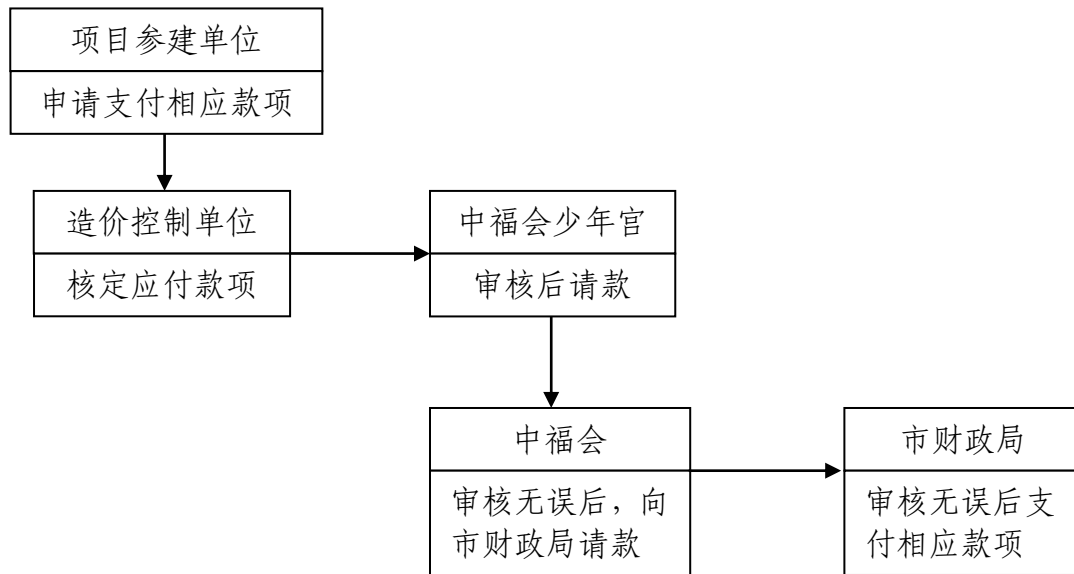 项目参建单位
申请支付相应款项
造价控制单位
核定应付款项
中福会少年宫
审核后请款
中福会
审核无误后，向
市财政局请款
市财政局
审核无误后支
付相应款项